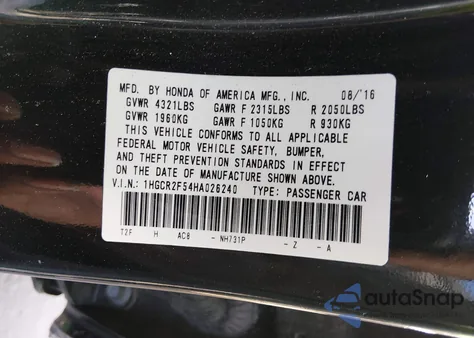 MFD. BY HONDA OF AMERICA MFG., INC. 08/'16
GVWR 4321LBS GAWR F 2315LBS R 2050LBS
GVWR 1960KG GAWR F 1050KG R 930KG
THIS VEHICLE CONFORMS TO ALL APPLICABLE
FEDERAL MOTOR VEHICLE SAFETY, BUMPER,
AND THEFT PREVENTION STANDARDS IN EFFECT
ON THE DATE OF MANUFACTURE SHOWN ABOVE.
V.I.N.: 1HGCR2F54HA026240 TYPE: PASSENGER CAR
T2F H AC8 - NH731P - Z - A
autoSnap